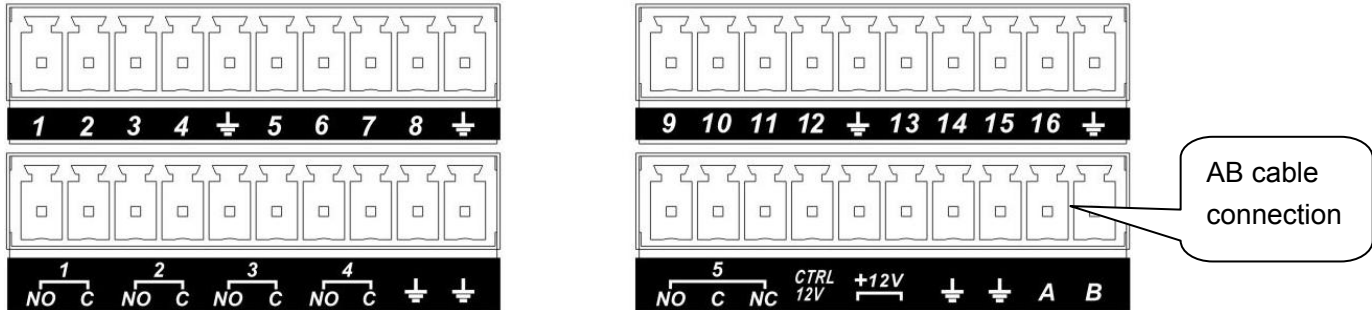 1 2 3 4 5 6 7 8
9 10 11 12 13 14 15 16
AB cable
connection
1 2 3 4
NO C NO C NO C NO C
5 CTRL 12V +12V
NO C NC A B